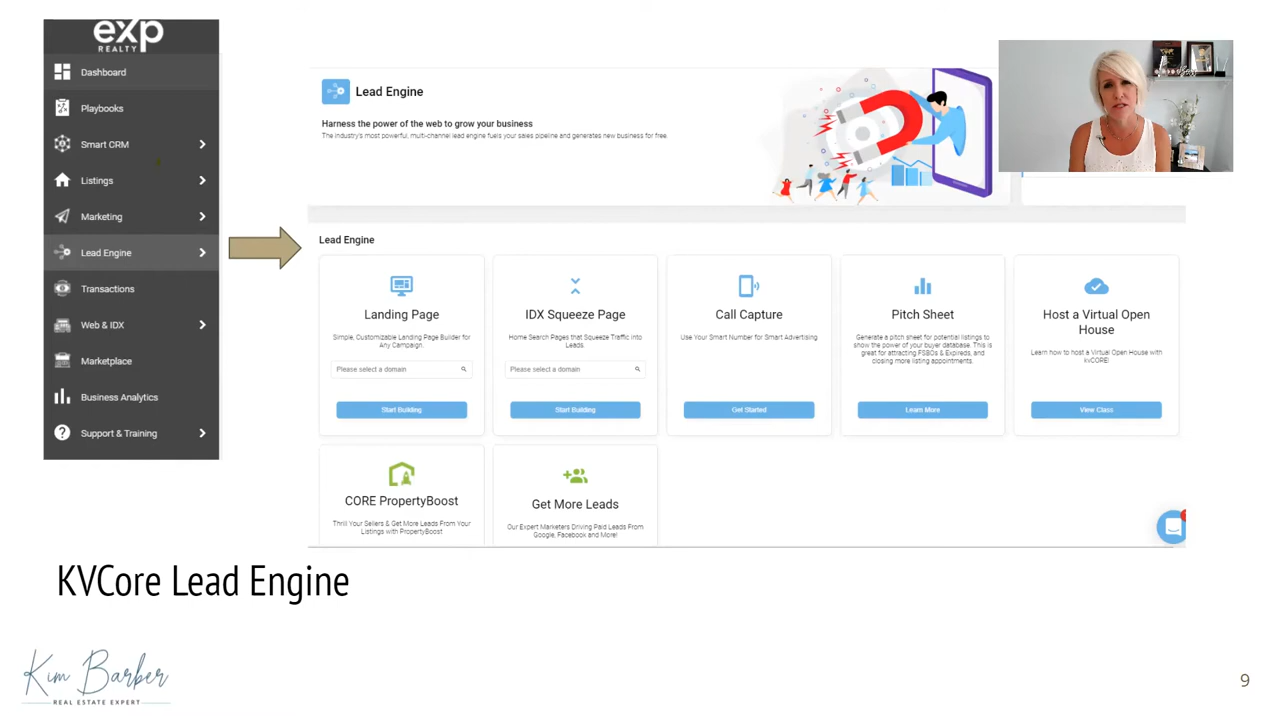 exp
REALTY
Dashboard
Playbooks
Smart CRM
Listings
Marketing
Lead Engine
Transactions
Web & IDX
Marketplace
Business Analytics
Support & Training
Lead Engine
Harness the power of the web to grow your business
The industry's most powerful, multi-channel lead engine fuels your sales pipeline and generates new business for free.
Lead Engine
Landing Page
Simple, Customizable Landing Page Builder for
Any Campaign.
Please select a domain
Start Building
IDX Squeeze Page
Home Search Pages that Squeeze Traffic into
Leads.
Please select a domain
Start Building
Call Capture
Use Your Smart Number for Smart Advertising
Get Started
Pitch Sheet
Generate a pitch sheet for potential listings to
show the power of your buyer database. This is
great for attracting FSBOs & Expireds, and
closing more listing appointments.
Learn More
Host a Virtual Open
House
Learn how to host a Virtual Open House with
kvCORE!
View Class
CORE PropertyBoost
Thrill Your Sellers & Get More Leads From Your
Listings with PropertyBoost
Get More Leads
Our Expert Marketers Driving Paid Leads From
Google, Facebook and More!
KVCore Lead Engine
Kim Barber
REAL ESTATE EXPERT
9